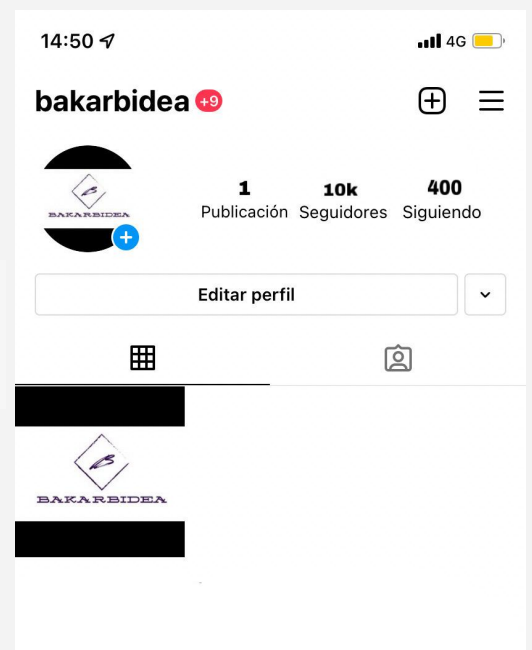 14:50 4G
bakarbidea +9
BAKARBIDEA
1 10k 400
Publicación Seguidores Siguiendo
Editar perfil
BAKARBIDEA